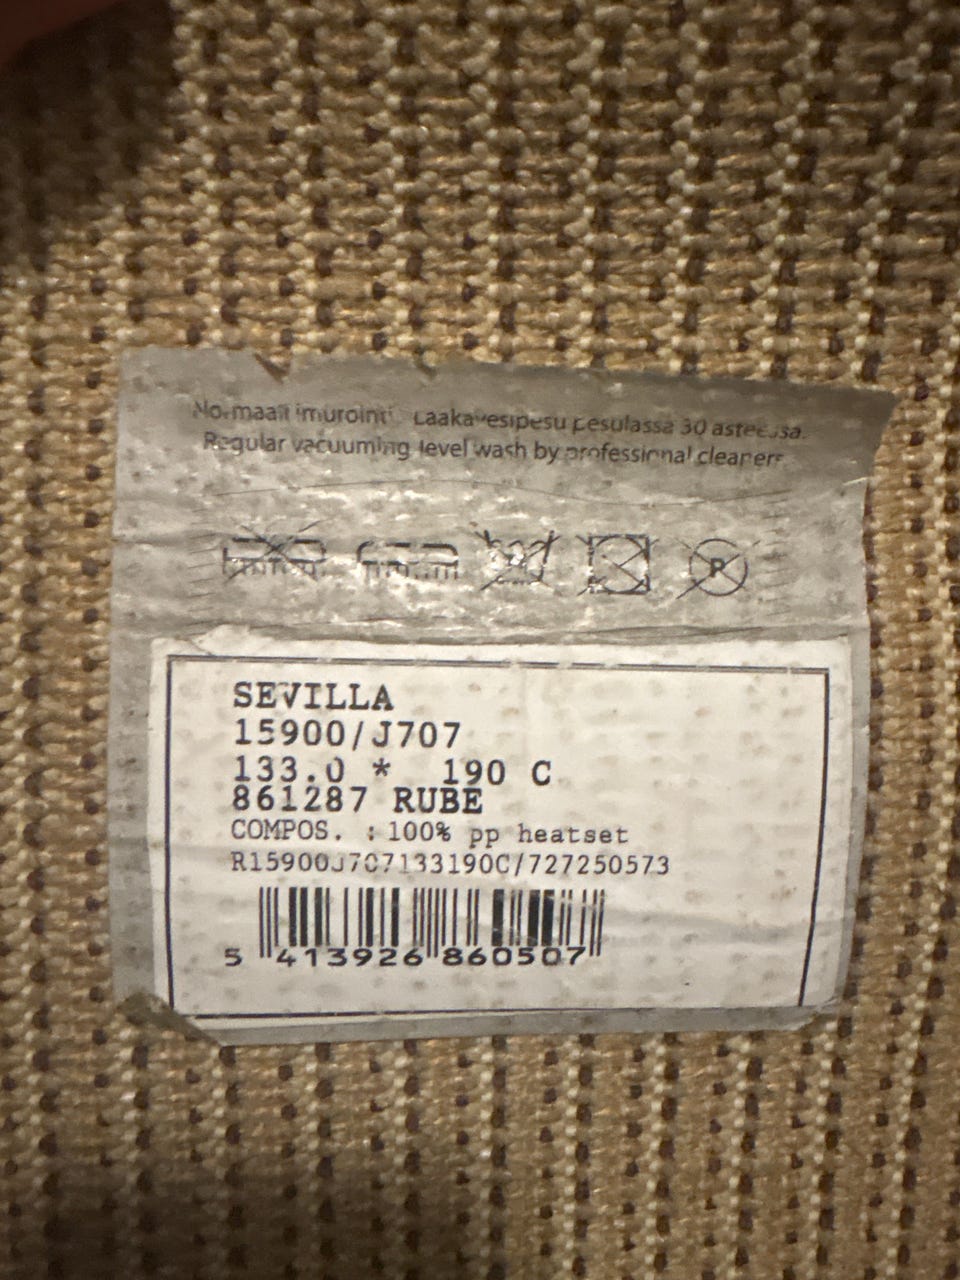 Normaali imurointi. Laakavesipesu pesulassa 30 asteessa.
Regular vacuuming level wash by professional cleaners
P
SEVILLA
15900/J707
133.0 * 190 C
861287 RUBE
COMPOS. : 100% pp heatset
R15900J707133190C/727250573
5 413926 860507